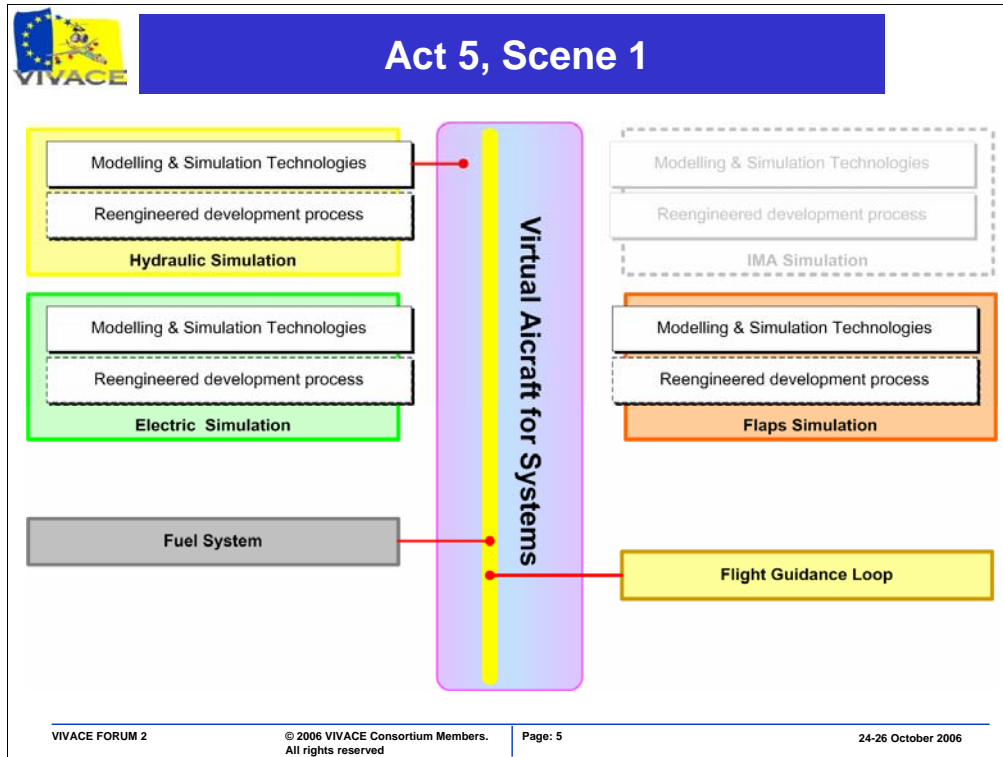 VIVACE
Act 5, Scene 1
Modelling & Simulation Technologies
Reengineered development process
Hydraulic Simulation
Modelling & Simulation Technologies
Reengineered development process
Electric Simulation
Fuel System
Virtual Aicraft for Systems
Modelling & Simulation Technologies
Reengineered development process
IMA Simulation
Modelling & Simulation Technologies
Reengineered development process
Flaps Simulation
Flight Guidance Loop
VIVACE FORUM 2
© 2006 VIVACE Consortium Members.
All rights reserved
Page: 5
24-26 October 2006